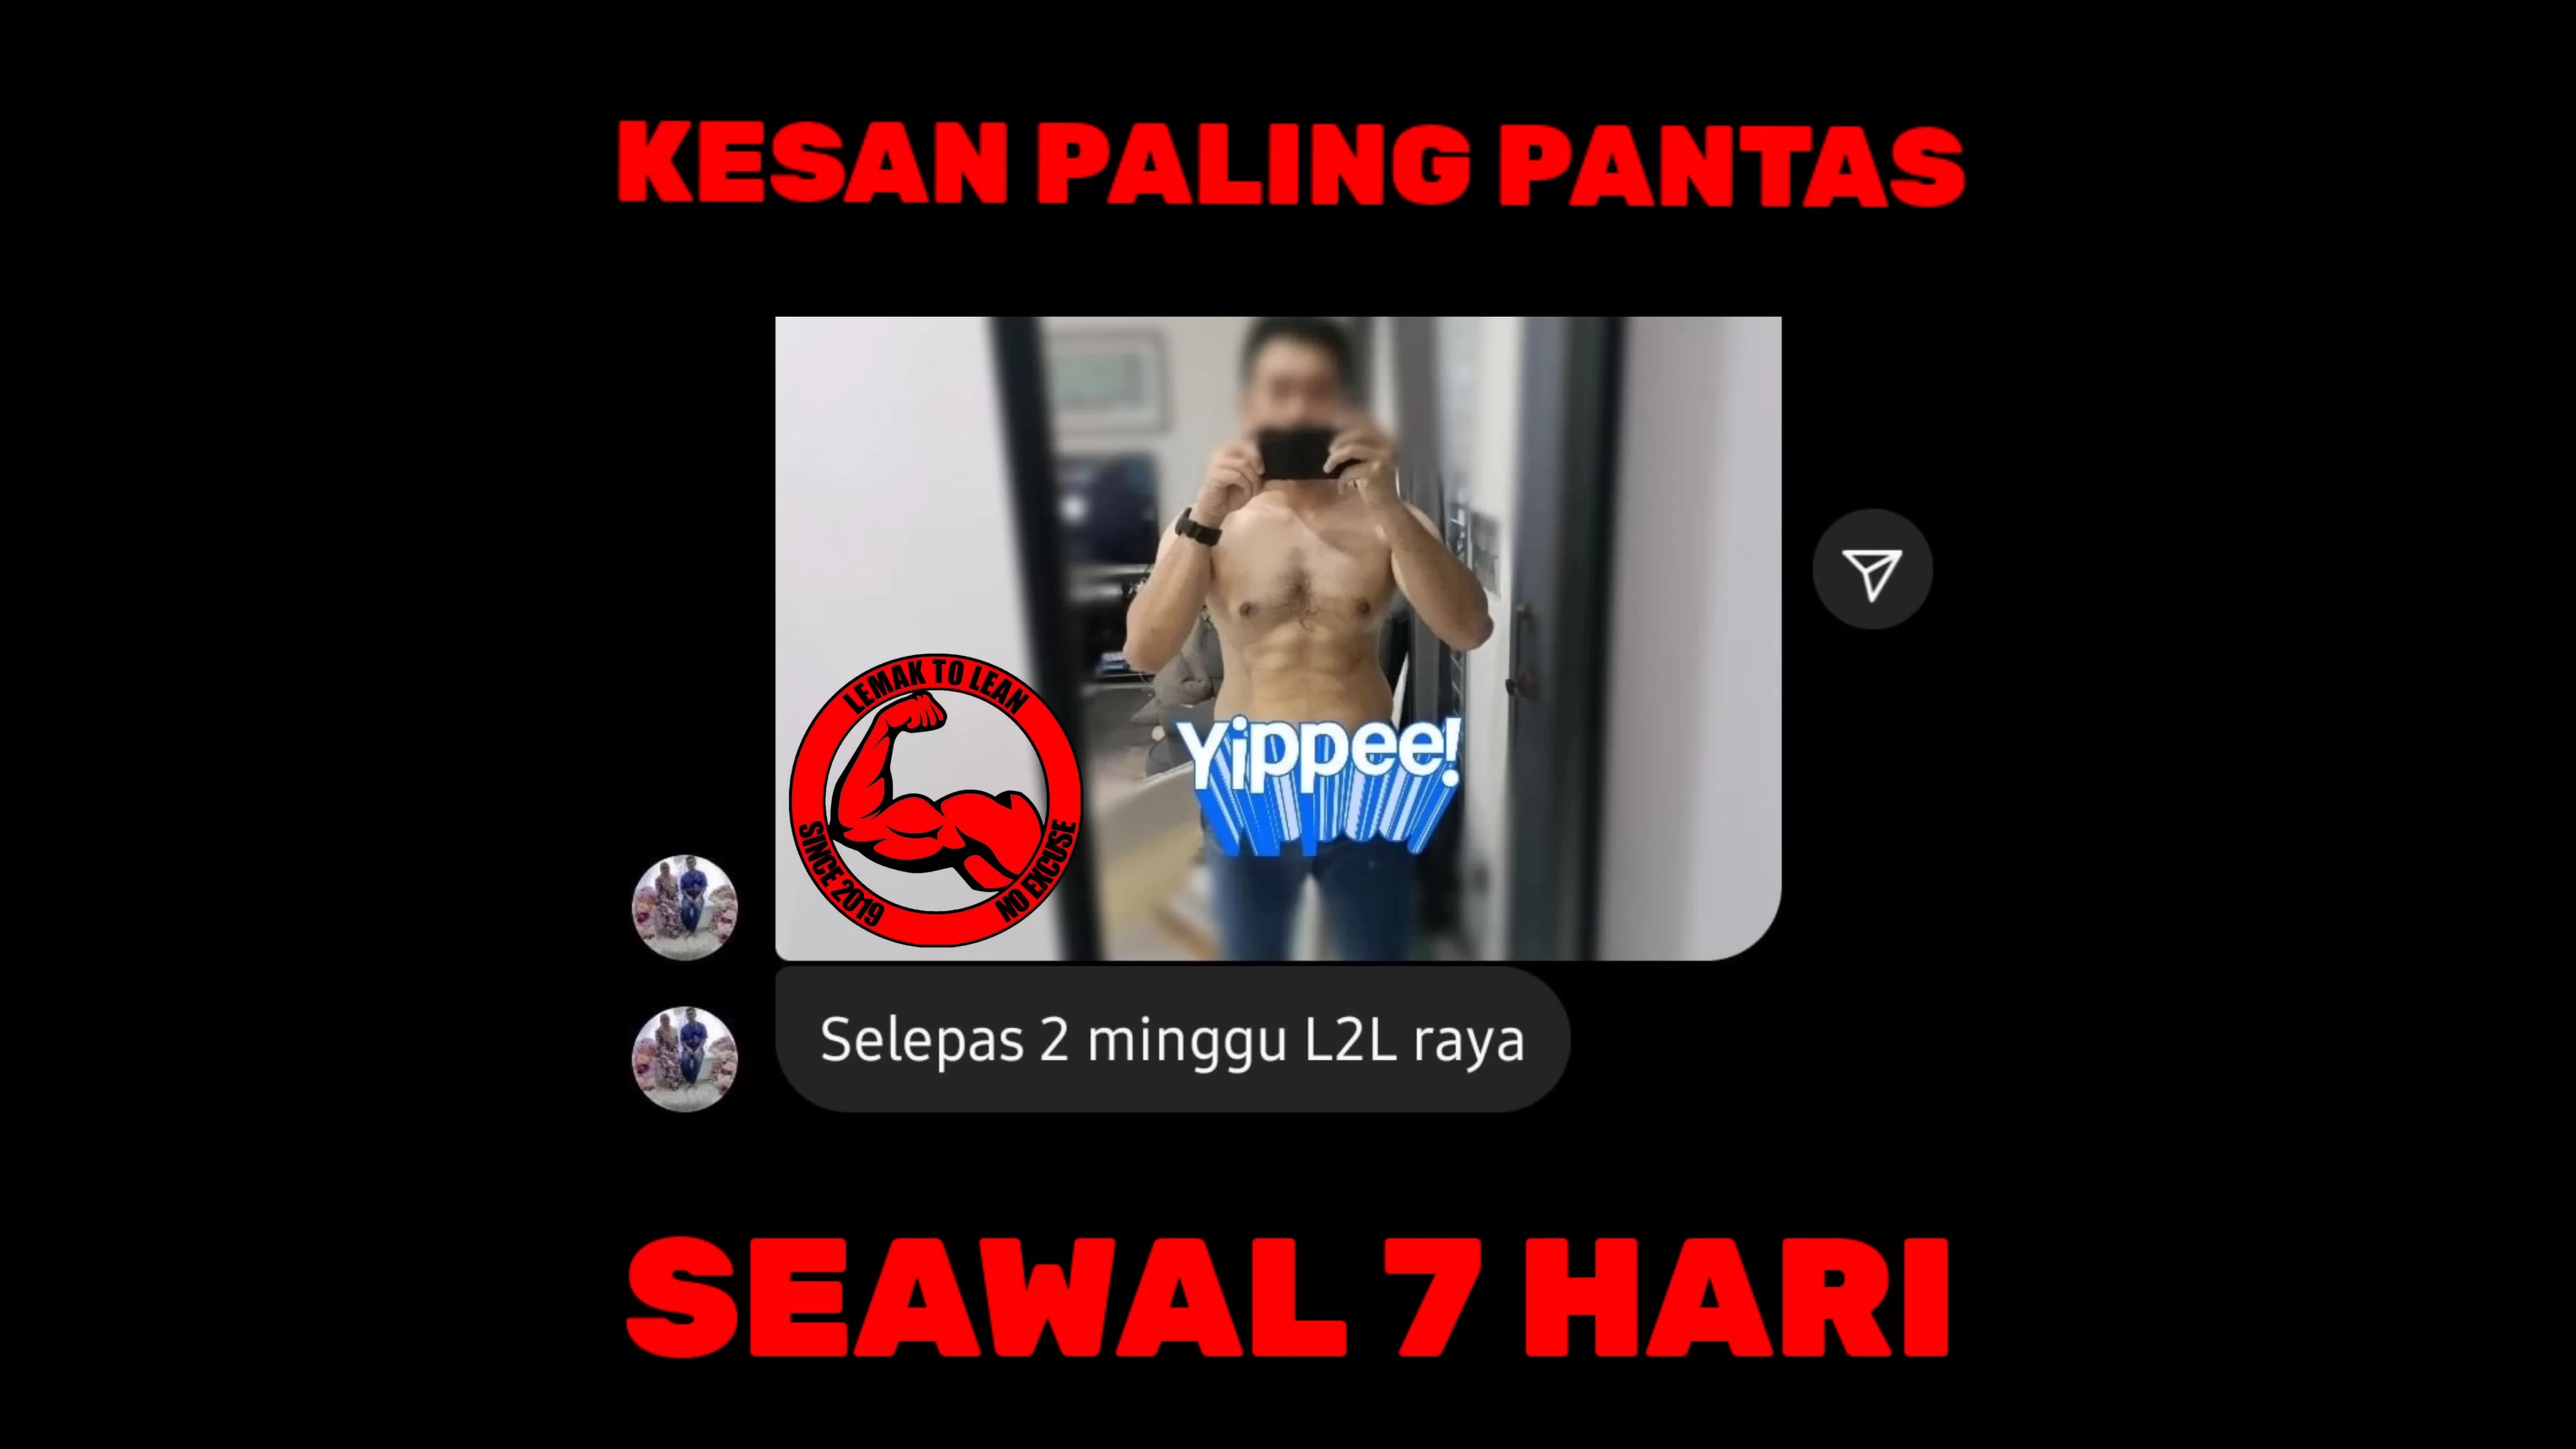 KESAN PALING PANTAS
LEMAK TO LEAN
SINCE 2019
NO EXCUSE
Yippee!
Selepas 2 minggu L2L raya
SEAWAL 7 HARI